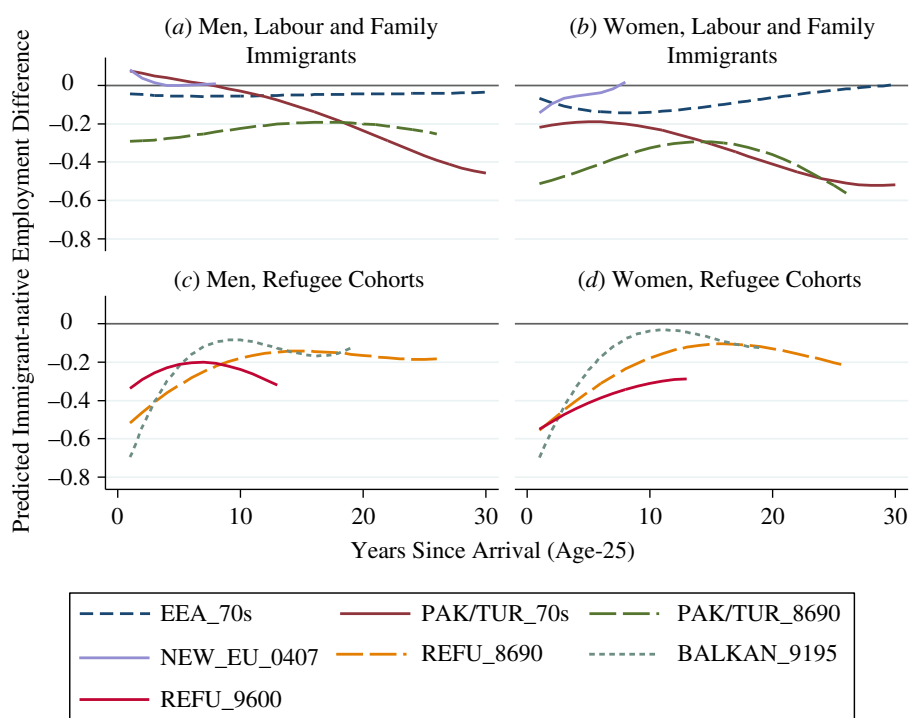 (a) Men, Labour and Family
Immigrants
(b) Women, Labour and Family
Immigrants
Predicted Immigrant-native Employment Difference
0
–0.2
–0.4
–0.6
–0.8
(c) Men, Refugee Cohorts
(d) Women, Refugee Cohorts
0
–0.2
–0.4
–0.6
–0.8
0 10 20 30 0 10 20 30
Years Since Arrival (Age-25)
EEA_70s PAK/TUR_70s PAK/TUR_8690
NEW_EU_0407 REFU_8690 BALKAN_9195
REFU_9600